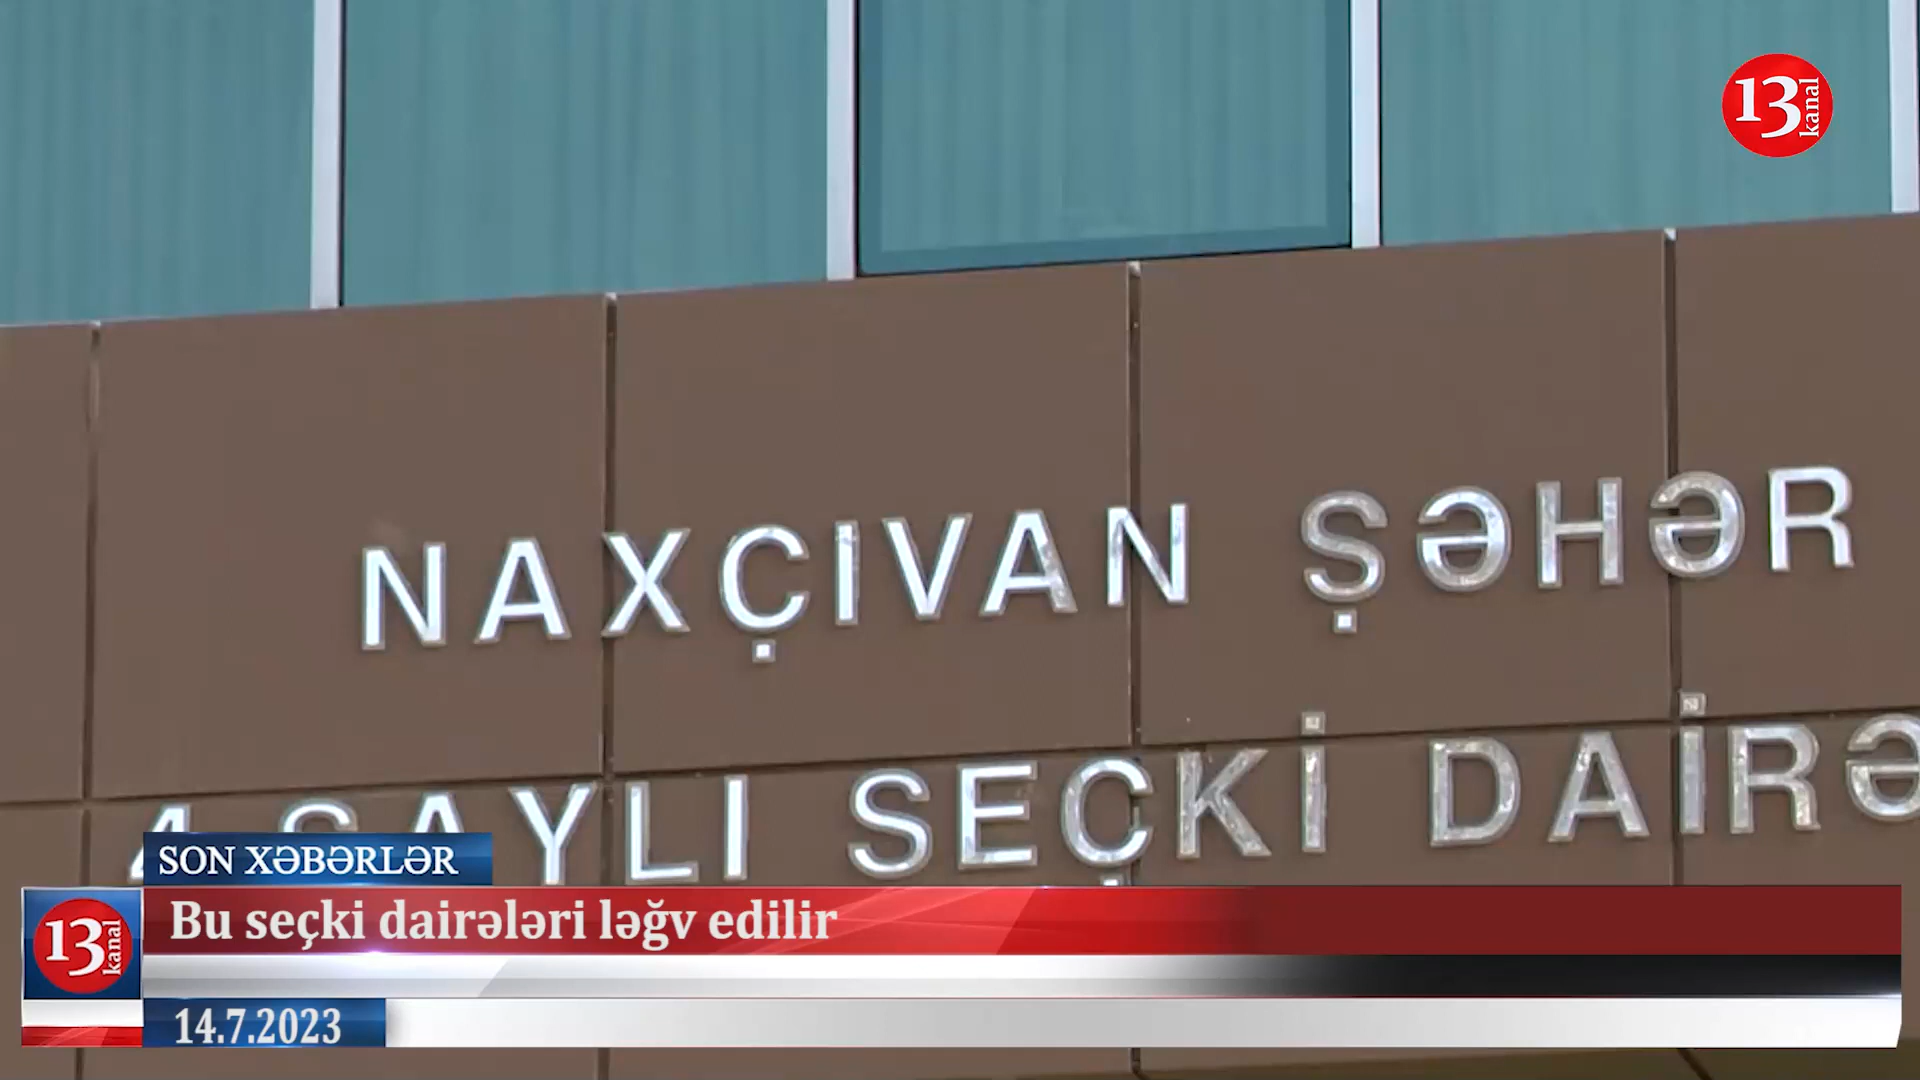 13 kanal
NAXÇIVAN ŞƏHƏR
4 SAYLI SEÇKİ DAİRƏ
SON XƏBƏRLƏR
Bu seçki dairələri ləğv edilir
13 kanal
14.7.2023